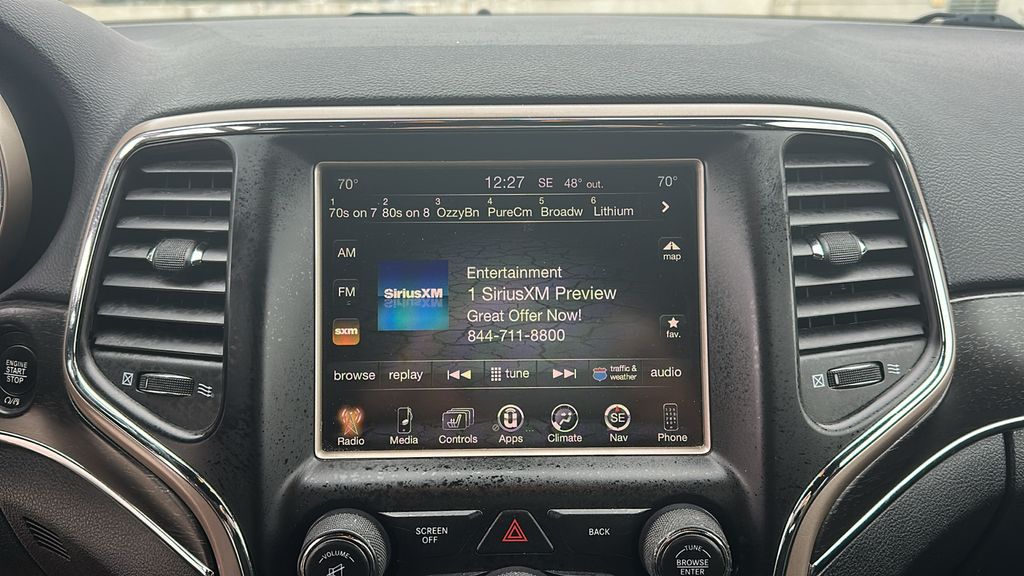 70° 12:27 SE 48° out. 70°
1 2 3 4 5 6
70s on 7 80s on 8 OzzyBn PureCm Broadw Lithium
AM
map
FM
SiriusXM
Entertainment
1 SiriusXM Preview
Great Offer Now!
844-711-8800
sxm
fav.
browse replay tune traffic & weather audio
Radio Media Controls Apps Climate SE Nav Phone
ENGINE
START
STOP
SCREEN
OFF
BACK
VOLUME
TUNE
BROWSE
ENTER